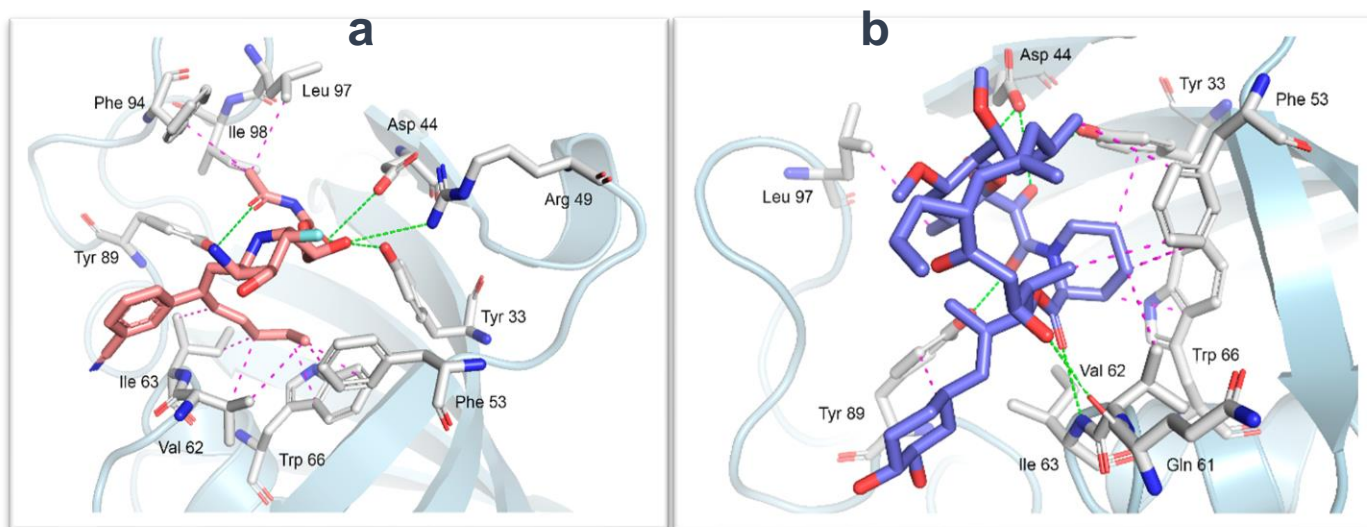 a
Phe 94
Leu 97
Ile 98
Asp 44
Arg 49
Tyr 89
Tyr 33
Ile 63
Phe 53
Val 62
Trp 66
b
Asp 44
Tyr 33
Phe 53
Leu 97
Val 62
Trp 66
Tyr 89
Ile 63
Gln 61